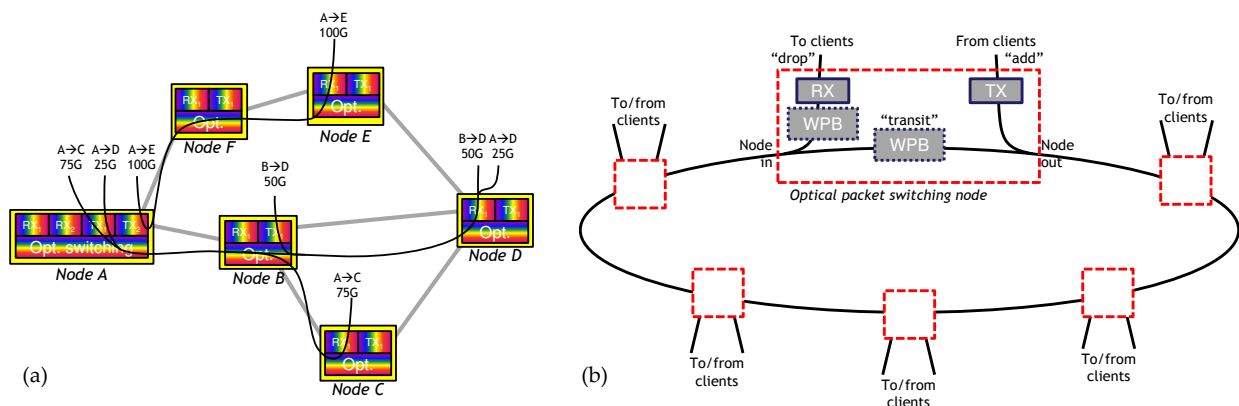 A→E
100G
RX₁ TX₁
Opt.
Node E
RX₁ TX₁
Opt.
Node F
A→C
75G
A→D
25G
A→E
100G
RX₁ RX₂ TX₂
Opt. switching
Node A
B→D
50G
RX₁ TX₁
Opt.
Node B
B→D
50G
A→D
25G
RX₁ TX₁
Opt.
Node D
A→C
75G
RX₁ TX₁
Opt.
Node C
(a)
To clients
“drop”
From clients
“add”
RX
TX
WPB
“transit”
WPB
Node
in
Node
out
Optical packet switching node
To/from
clients
To/from
clients
To/from
clients
To/from
clients
To/from
clients
(b)